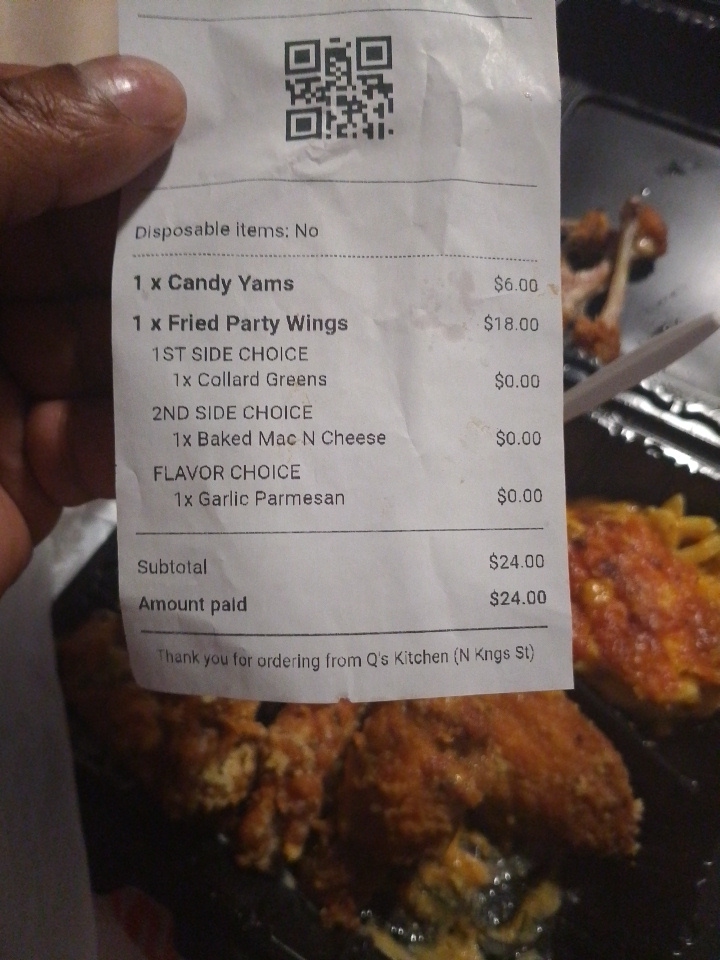 Disposable items: No
1 x Candy Yams $6.00
1 x Fried Party Wings $18.00
1ST SIDE CHOICE
1x Collard Greens $0.00
2ND SIDE CHOICE
1x Baked Mac N Cheese $0.00
FLAVOR CHOICE
1x Garlic Parmesan $0.00
Subtotal $24.00
Amount paid $24.00
Thank you for ordering from Q's Kitchen (N Kngs St)